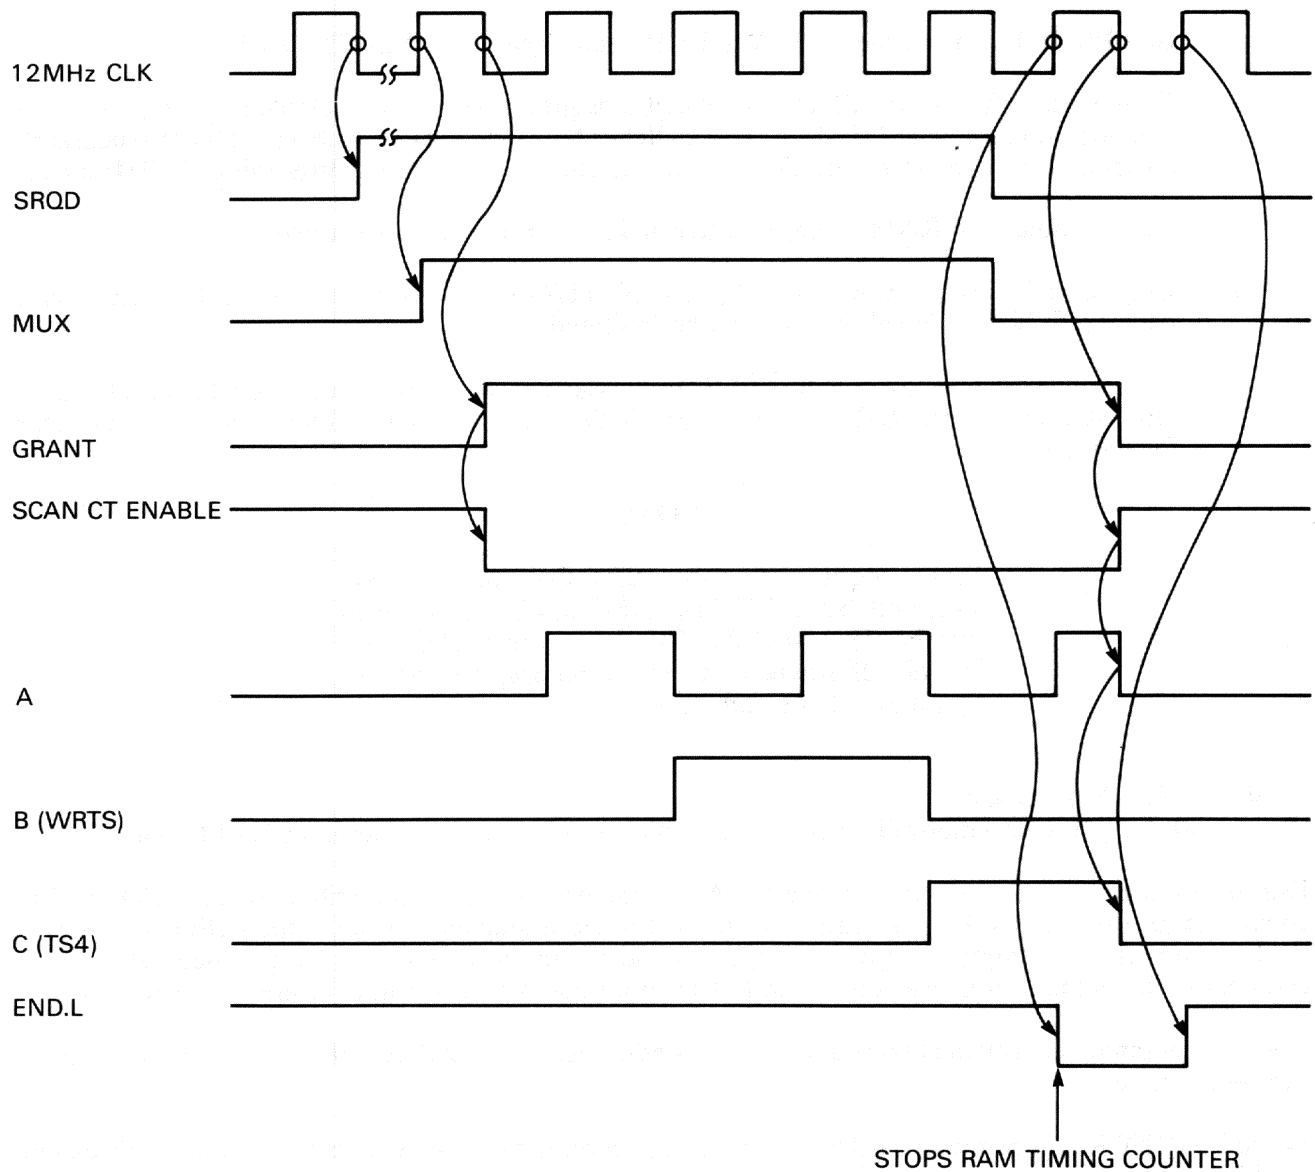 12MHz CLK
SRQD
MUX
GRANT
SCAN CT ENABLE
A
B (WRTS)
C (TS4)
END.L
STOPS RAM TIMING COUNTER